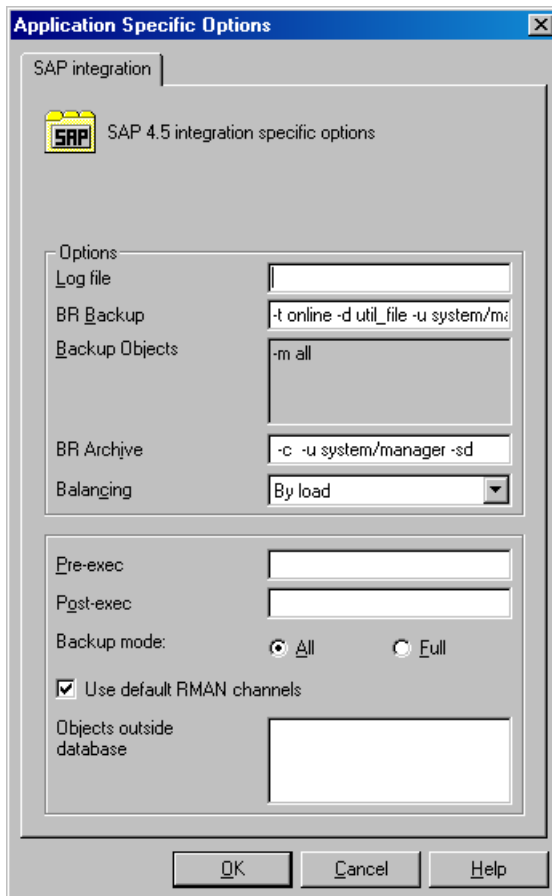 Application Specific Options
SAP integration
SAP SAP 4.5 integration specific options
Options
Log file
BR Backup -t online -d util_file -u system/
Backup Objects -m all
BR Archive -c -u system/manager -sd
Balancing By load
Pre-exec
Post-exec
Backup mode: All Full
Use default RMAN channels
Objects outside
database
OK Cancel Help